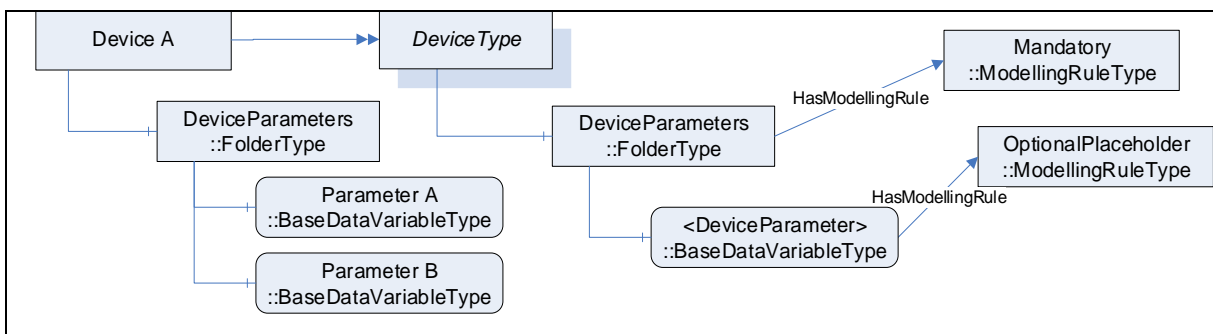 Device A
DeviceType
Mandatory
::ModellingRuleType
HasModellingRule
DeviceParameters
::FolderType
DeviceParameters
::FolderType
OptionalPlaceholder
::ModellingRuleType
HasModellingRule
Parameter A
::BaseDataVariableType
<DeviceParameter>
::BaseDataVariableType
Parameter B
::BaseDataVariableType